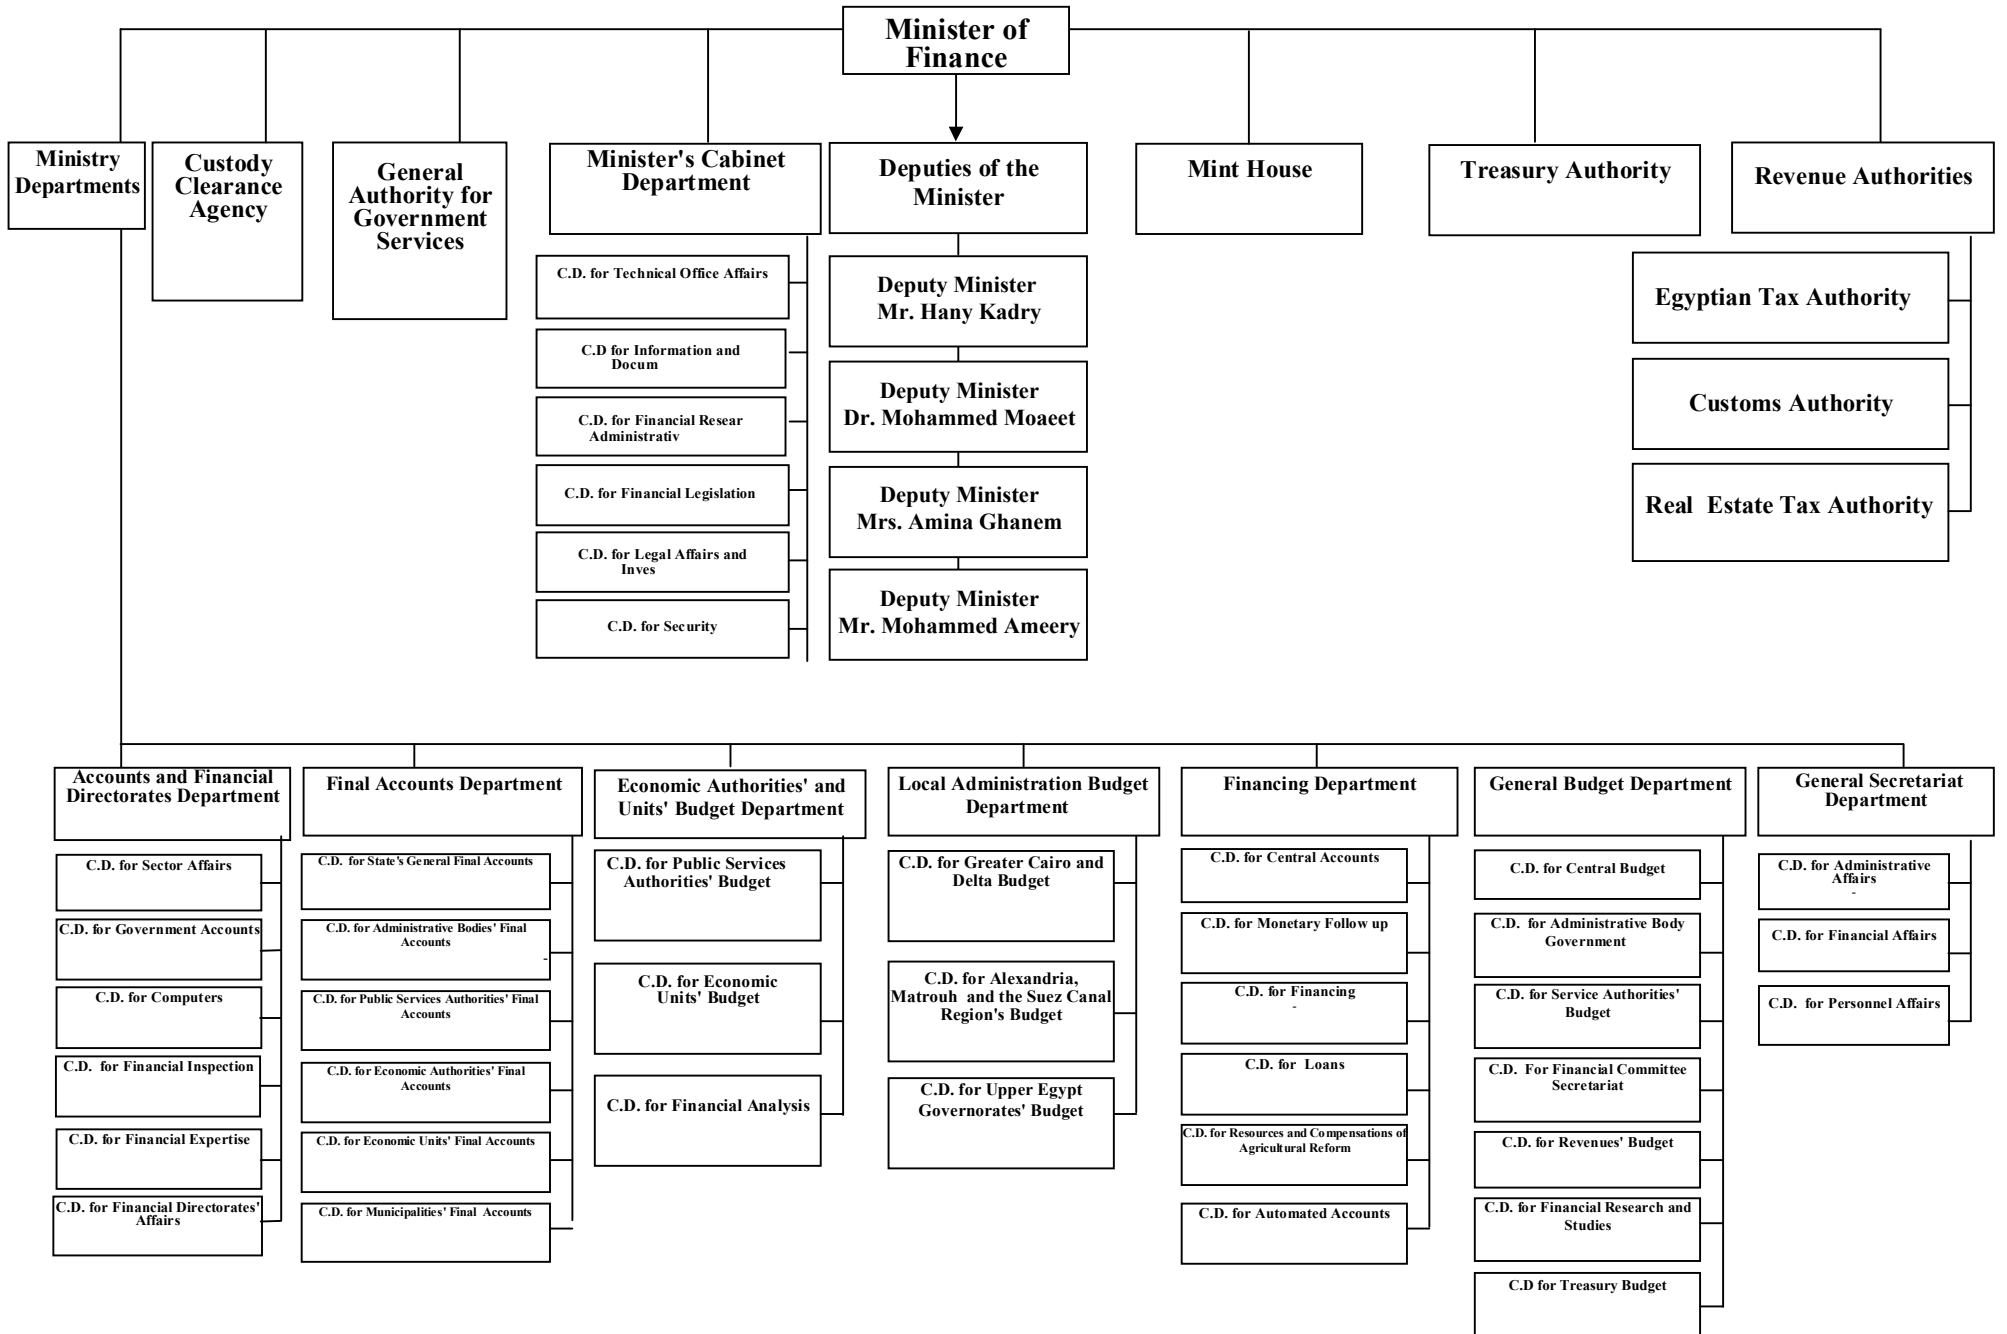 Minister of
Finance
Ministry
Departments
Custody
Clearance
Agency
General
Authority for
Government
Services
Minister's Cabinet
Department
Deputies of the
Minister
Mint House
Treasury Authority
Revenue Authorities
C.D. for Technical Office Affairs
C.D for Information and
Docum
C.D. for Financial Resear
Administrativ
C.D. for Financial Legislation
C.D. for Legal Affairs and
Inves
C.D. for Security
Deputy Minister
Mr. Hany Kadry
Deputy Minister
Dr. Mohammed Moaeet
Deputy Minister
Mrs. Amina Ghanem
Deputy Minister
Mr. Mohammed Ameery
Egyptian Tax Authority
Customs Authority
Real Estate Tax Authority
Accounts and Financial
Directorates Department
C.D. for Sector Affairs
C.D. for Government Accounts
C.D. for Computers
C.D. for Financial Inspection
C.D. for Financial Expertise
C.D. for Financial Directorates'
Affairs
Final Accounts Department
C.D. for State's General Final Accounts
C.D. for Administrative Bodies' Final
Accounts
-
C.D. for Public Services Authorities' Final
Accounts
C.D. for Economic Authorities' Final
Accounts
C.D. for Economic Units' Final Accounts
C.D. for Municipalities' Final Accounts
Economic Authorities' and
Units' Budget Department
C.D. for Public Services
Authorities' Budget
C.D. for Economic
Units' Budget
C.D. for Financial Analysis
Local Administration Budget
Department
C.D. for Greater Cairo and
Delta Budget
C.D. for Alexandria,
Matrouh and the Suez Canal
Region's Budget
C.D. for Upper Egypt
Governorates' Budget
Financing Department
C.D. for Central Accounts
C.D. for Monetary Follow up
C.D. for Financing
-
C.D. for Loans
C.D. for Resources and Compensations of
Agricultural Reform
C.D. for Automated Accounts
General Budget Department
C.D. for Central Budget
C.D. for Administrative Body
Government
C.D. for Service Authorities'
Budget
C.D. For Financial Committee
Secretariat
C.D. for Revenues' Budget
C.D. for Financial Research and
Studies
C.D for Treasury Budget
General Secretariat
Department
C.D. for Administrative
Affairs
-
C.D. for Financial Affairs
C.D. for Personnel Affairs